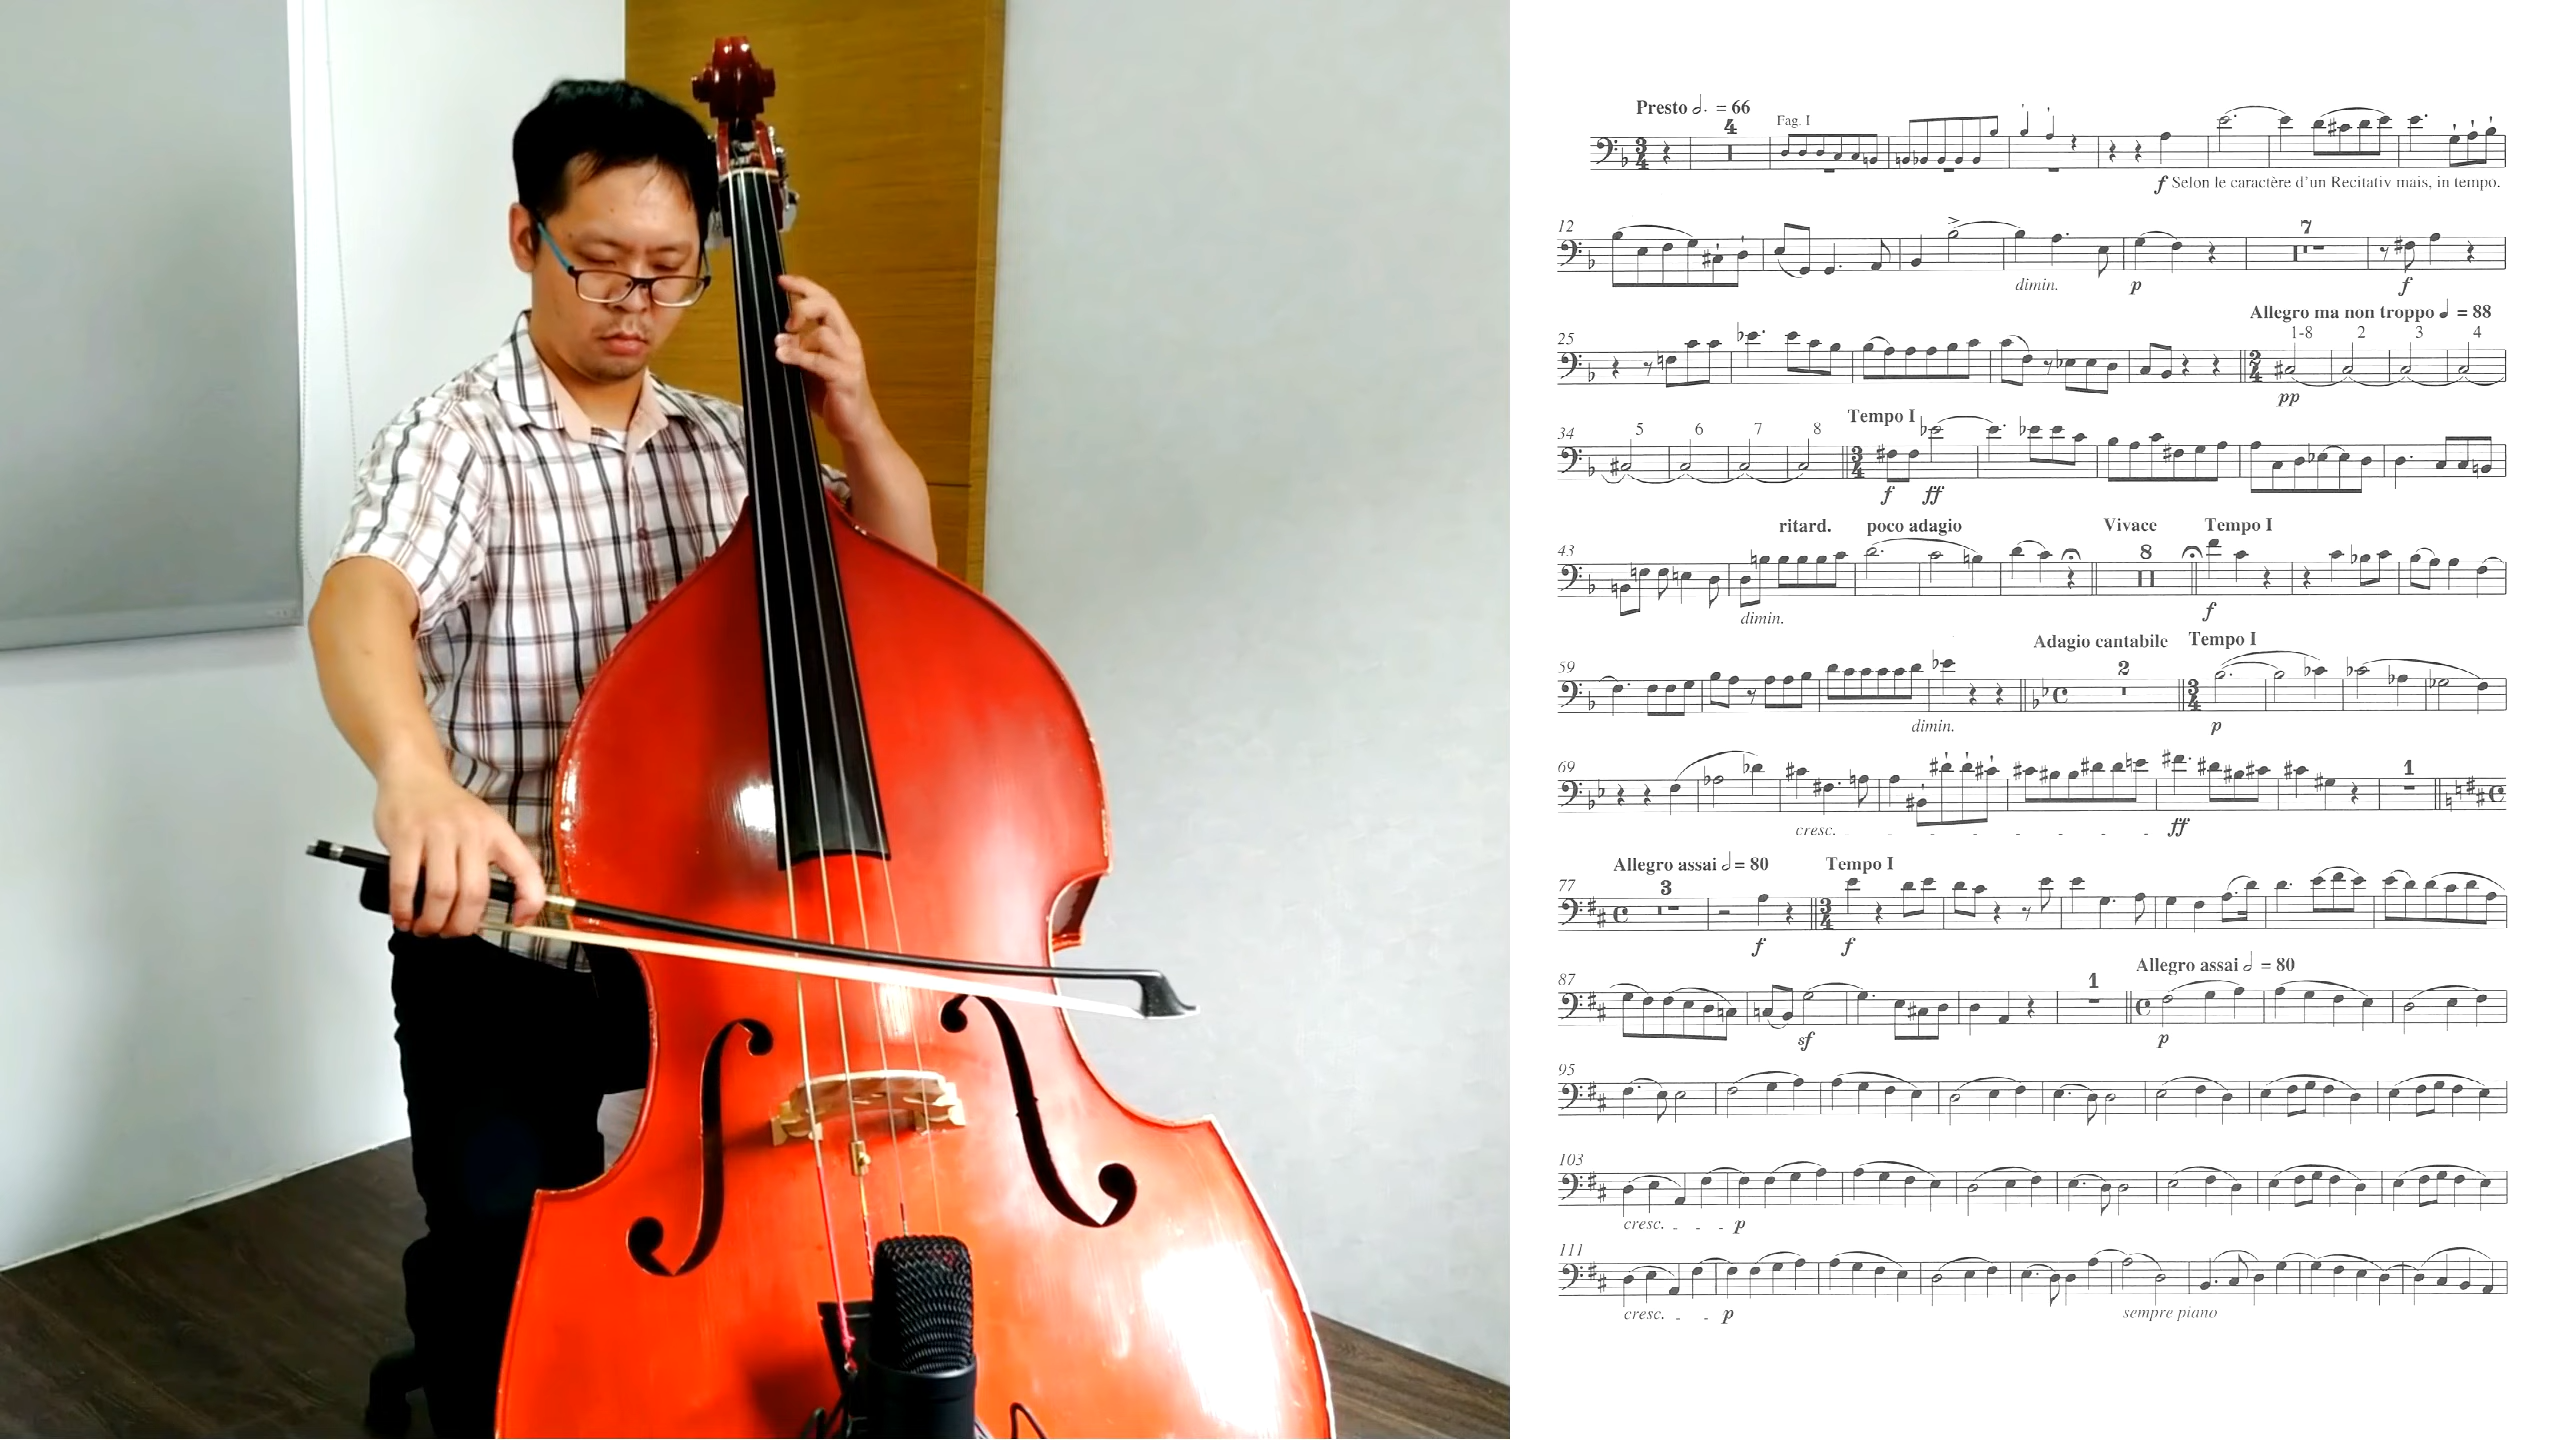 Presto 𝅗𝅥. = 66
4 Fag. I
f Selon le caractère d'un Recitativ mais, in tempo.
12 7
dimin. p f
Allegro ma non troppo ♩ = 88
25 1-8 2 3 4
pp
Tempo I
34 5 6 7 8
f ff
ritard. poco adagio Vivace Tempo I
43 8
dimin. f
Adagio cantabile Tempo I
59 2
dimin. p
69 1
cresc. - - - - - - ff
Allegro assai 𝅗𝅥 = 80 Tempo I
77 3
f f
Allegro assai 𝅗𝅥 = 80
87 1
sf p
95
103
cresc. - - - p
111
cresc. - - p sempre piano